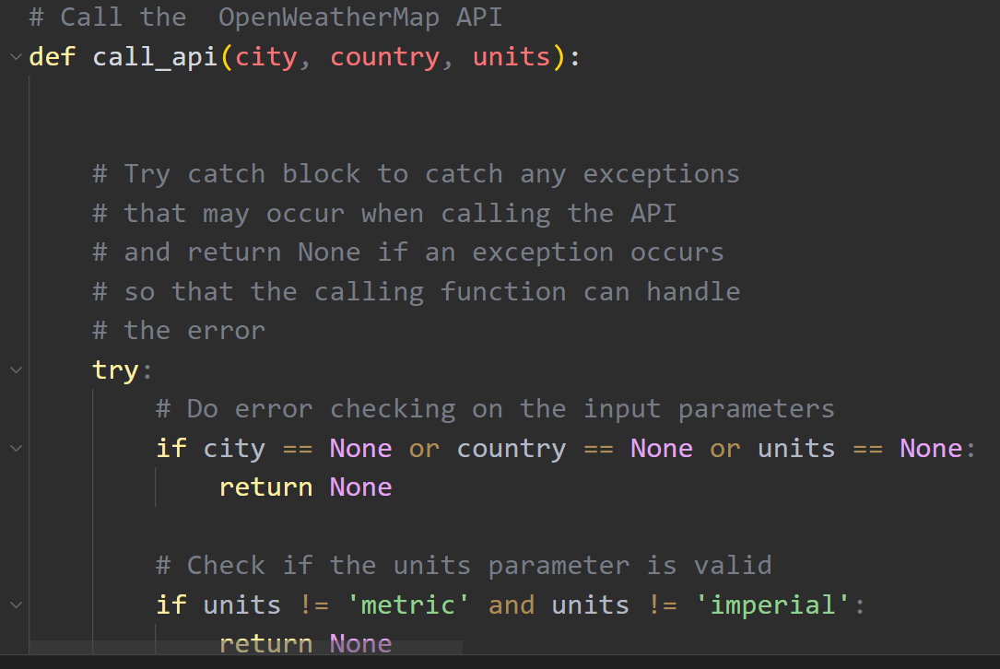 # Call the  OpenWeatherMap API
def call_api(city, country, units):
# Try catch block to catch any exceptions
# that may occur when calling the API
# and return None if an exception occurs
# so that the calling function can handle
# the error
try:
# Do error checking on the input parameters
if city == None or country == None or units == None:
return None
# Check if the units parameter is valid
if units != 'metric' and units != 'imperial':
return None